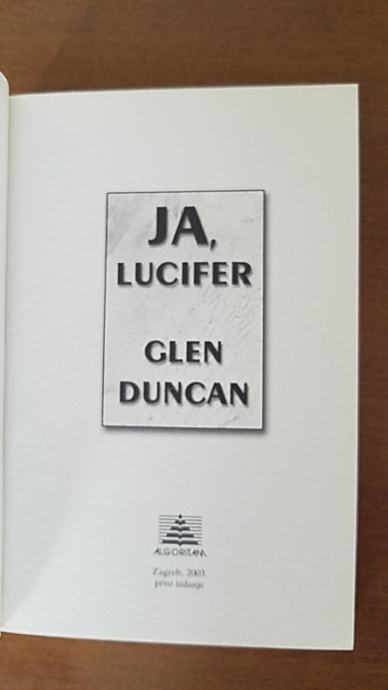 JA,
LUCIFER
GLEN
DUNCAN
ALGORITAM
Zagreb, 2003.
prvo izdanje